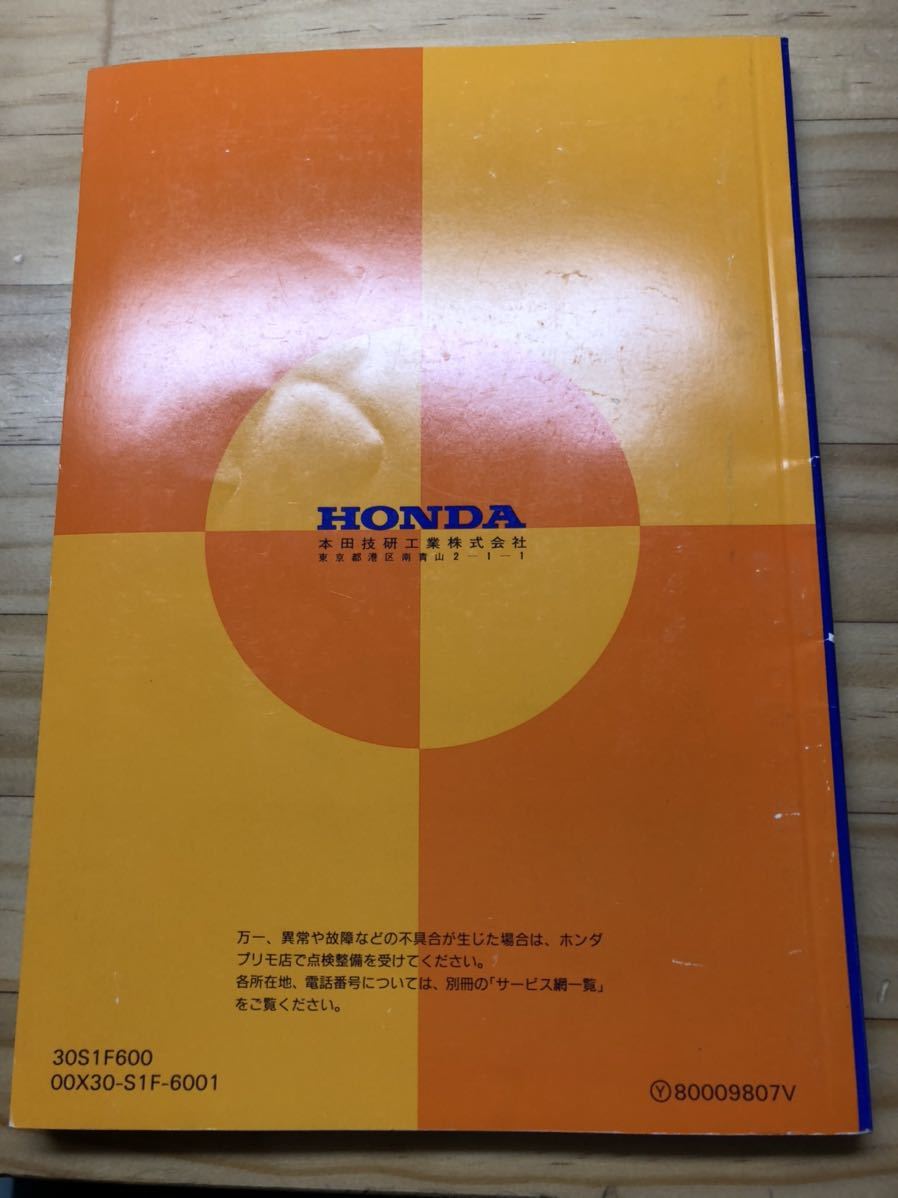 HONDA
本田技研工業株式会社
東京都港区南青山2-1-1
万一、異常や故障などの不具合が生じた場合は、ホンダ
プリモ店で点検整備を受けてください。
各所在地、電話番号については、別冊の「サービス網一覧」
をご覧ください。
30S1F600
00X30-S1F-6001
Ⓨ80009807V